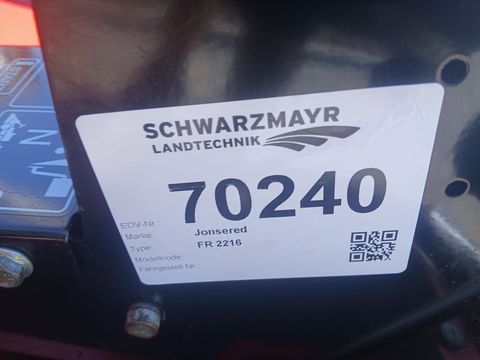 SCHWARZMAYR
LANDTECHNIK
EDV-Nr. 70240
Marke Jonsered
Type FR 2216
Modellcode
Fahrgestell Nr
N